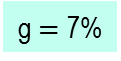 g = 7%